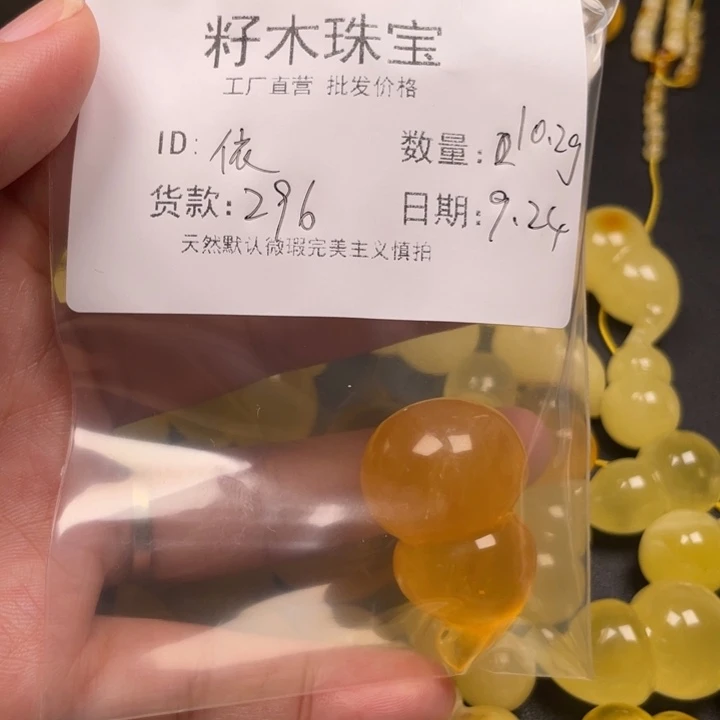 籽木珠宝
工厂直营 批发价格
ID: 依 数量: 10.2g
货款: 296 日期: 9.24
天然默认微瑕完美主义慎拍